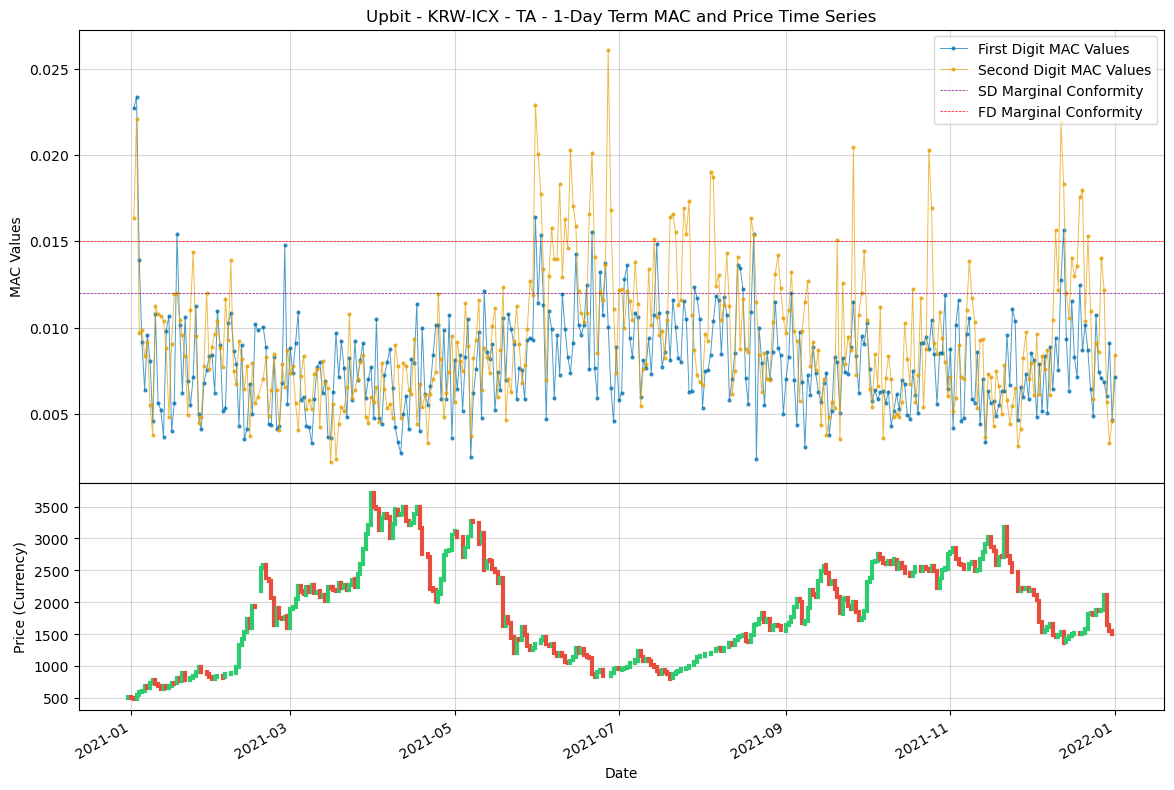 Upbit - KRW-ICX - TA - 1-Day Term MAC and Price Time Series
First Digit MAC Values
Second Digit MAC Values
SD Marginal Conformity
FD Marginal Conformity
MAC Values
0.025
0.020
0.015
0.010
0.005
Price (Currency)
3500
3000
2500
2000
1500
1000
500
2021-01
2021-03
2021-05
2021-07
2021-09
2021-11
2022-01
Date